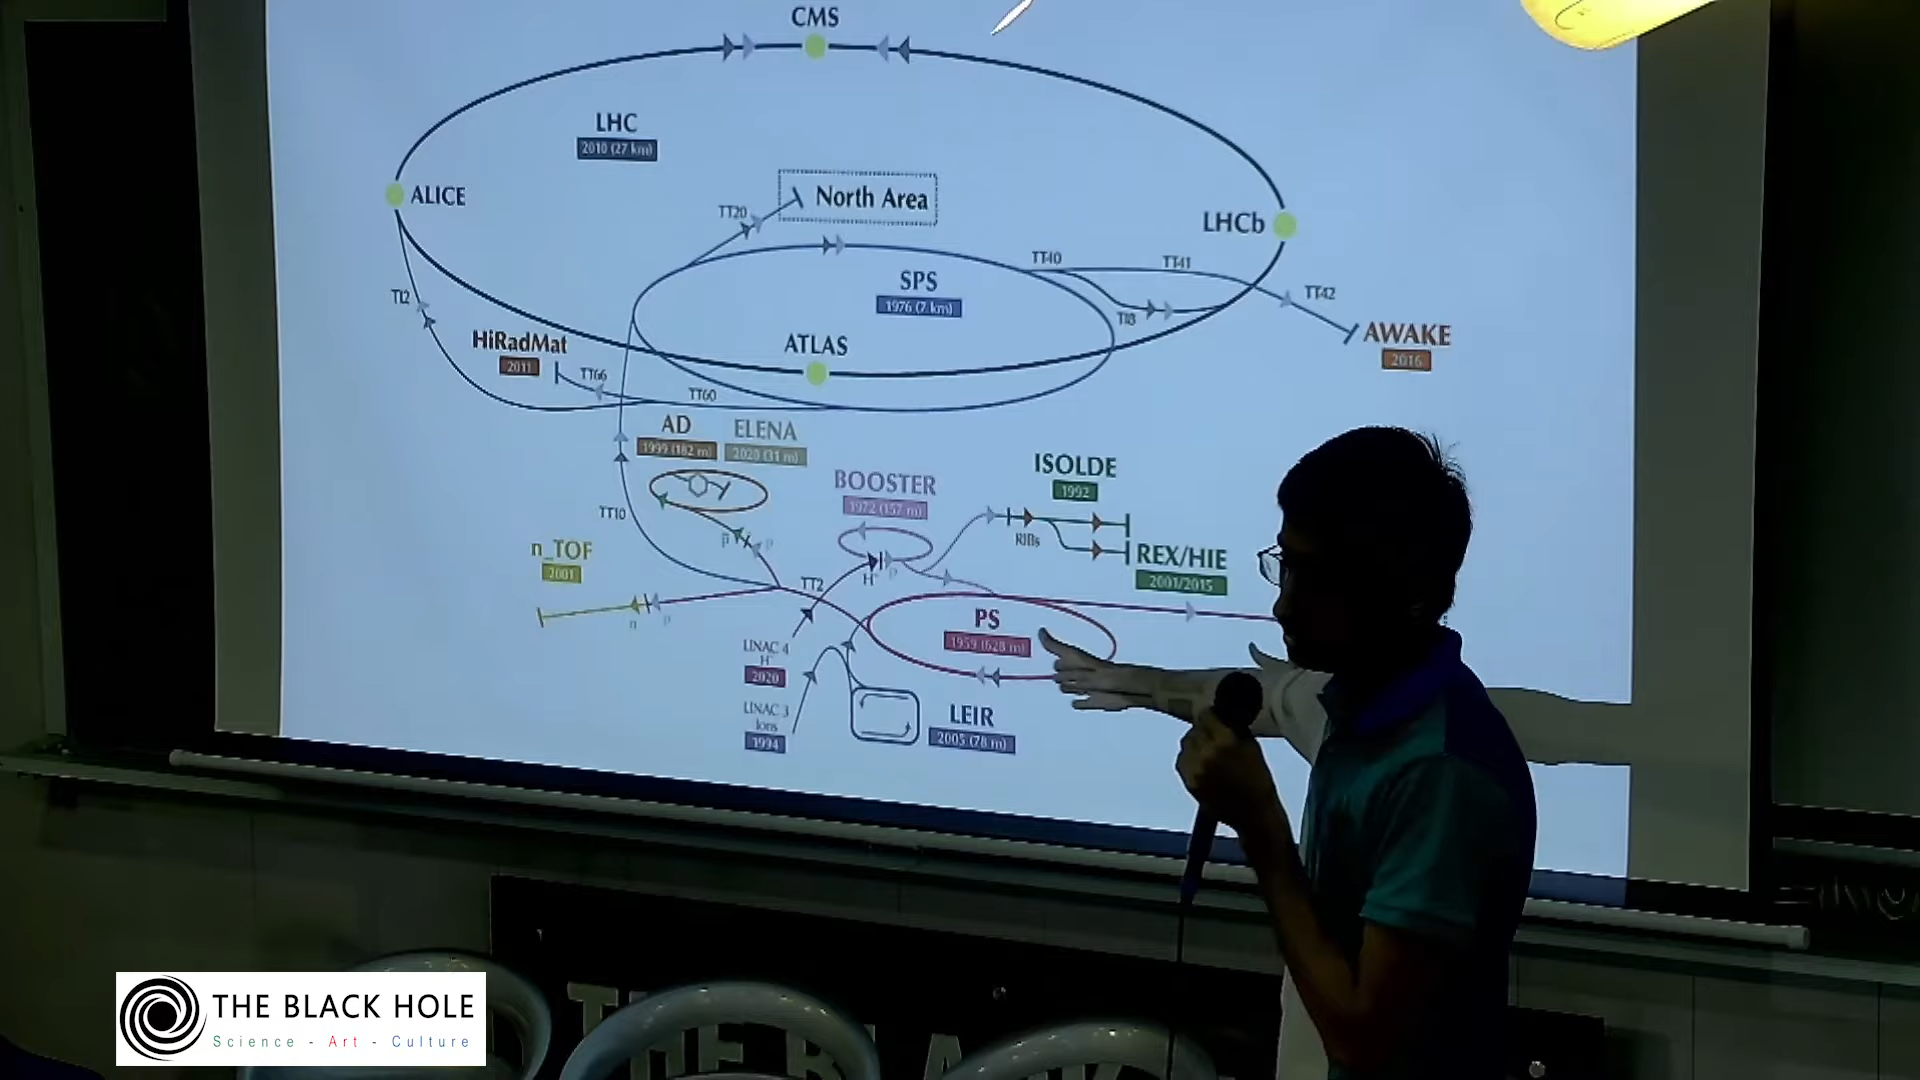 CMS
LHC
2010 (27 km)
ALICE
North Area
TT20
LHCb
SPS
1976 (7 km)
TT40
TT41
TT42
TI2
TI8
HiRadMat
2011
TT66
ATLAS
AWAKE
2016
TT60
AD
1999 (182 m)
ELENA
2020 (31 m)
BOOSTER
1972 (157 m)
ISOLDE
1992
TT10
RIBs
REX/HIE
2001/2015
n_TOF
2001
p
p
TT2
H⁻
p
n
p
PS
1959 (628 m)
LINAC 4
H⁻
2020
LINAC 3
Ions
1994
LEIR
2005 (78 m)
THE BLACK HOLE
Science - Art - Culture